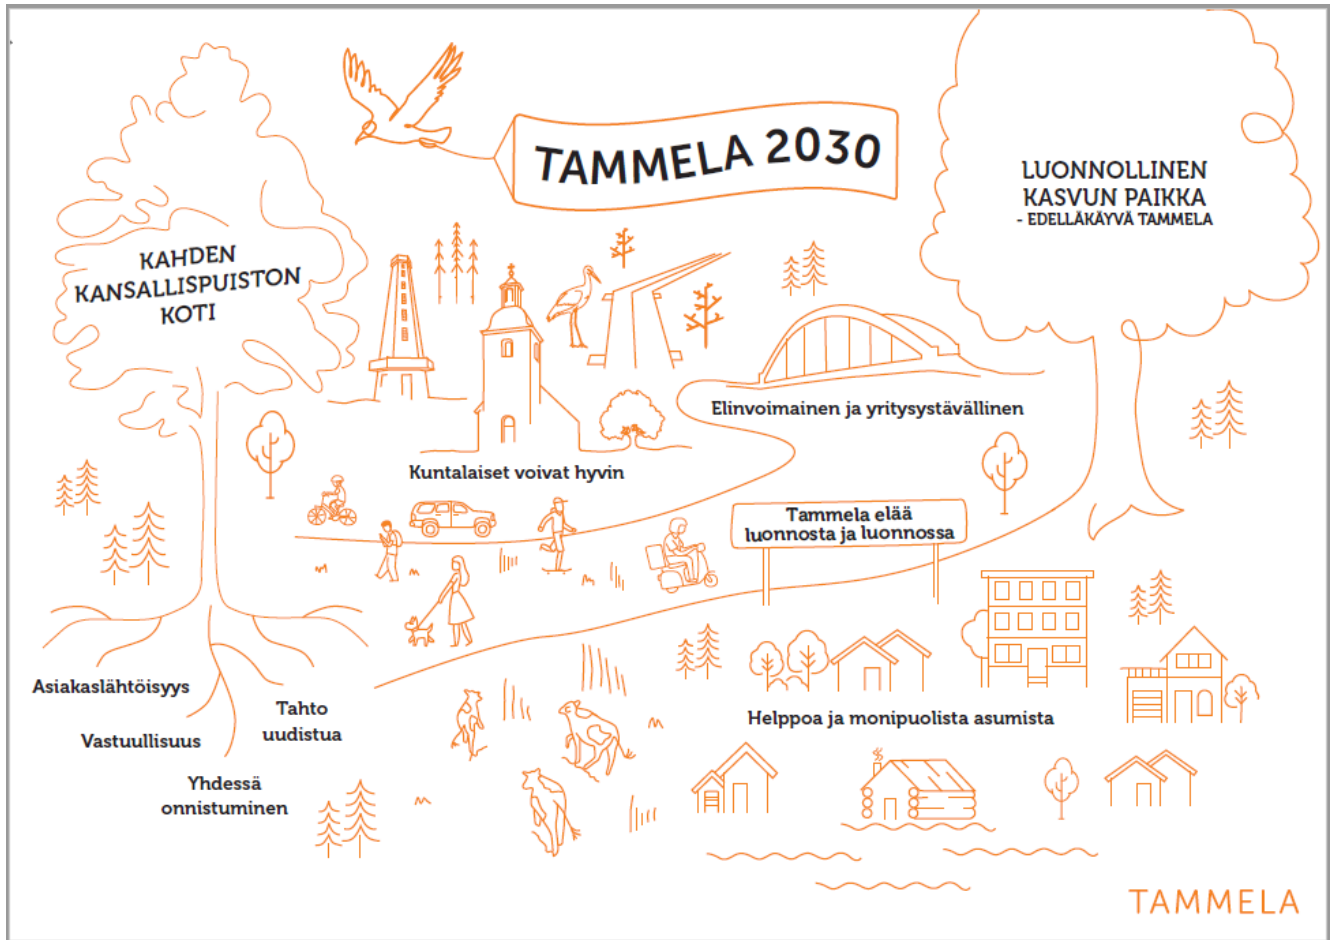 TAMMELA 2030
LUONNOLLINEN
KASVUN PAIKKA
- EDELLÄKÄYVÄ TAMMELA
KAHDEN
KANSALLISPUISTON
KOTI
Elinvoimainen ja yritysystävällinen
Kuntalaiset voivat hyvin
Tammela elää
luonnosta ja luonnossa
Asiakaslähtöisyys
Vastuullisuus
Tahto
uudistua
Yhdessä
onnistuminen
Helppoa ja monipuolista asumista
TAMMELA